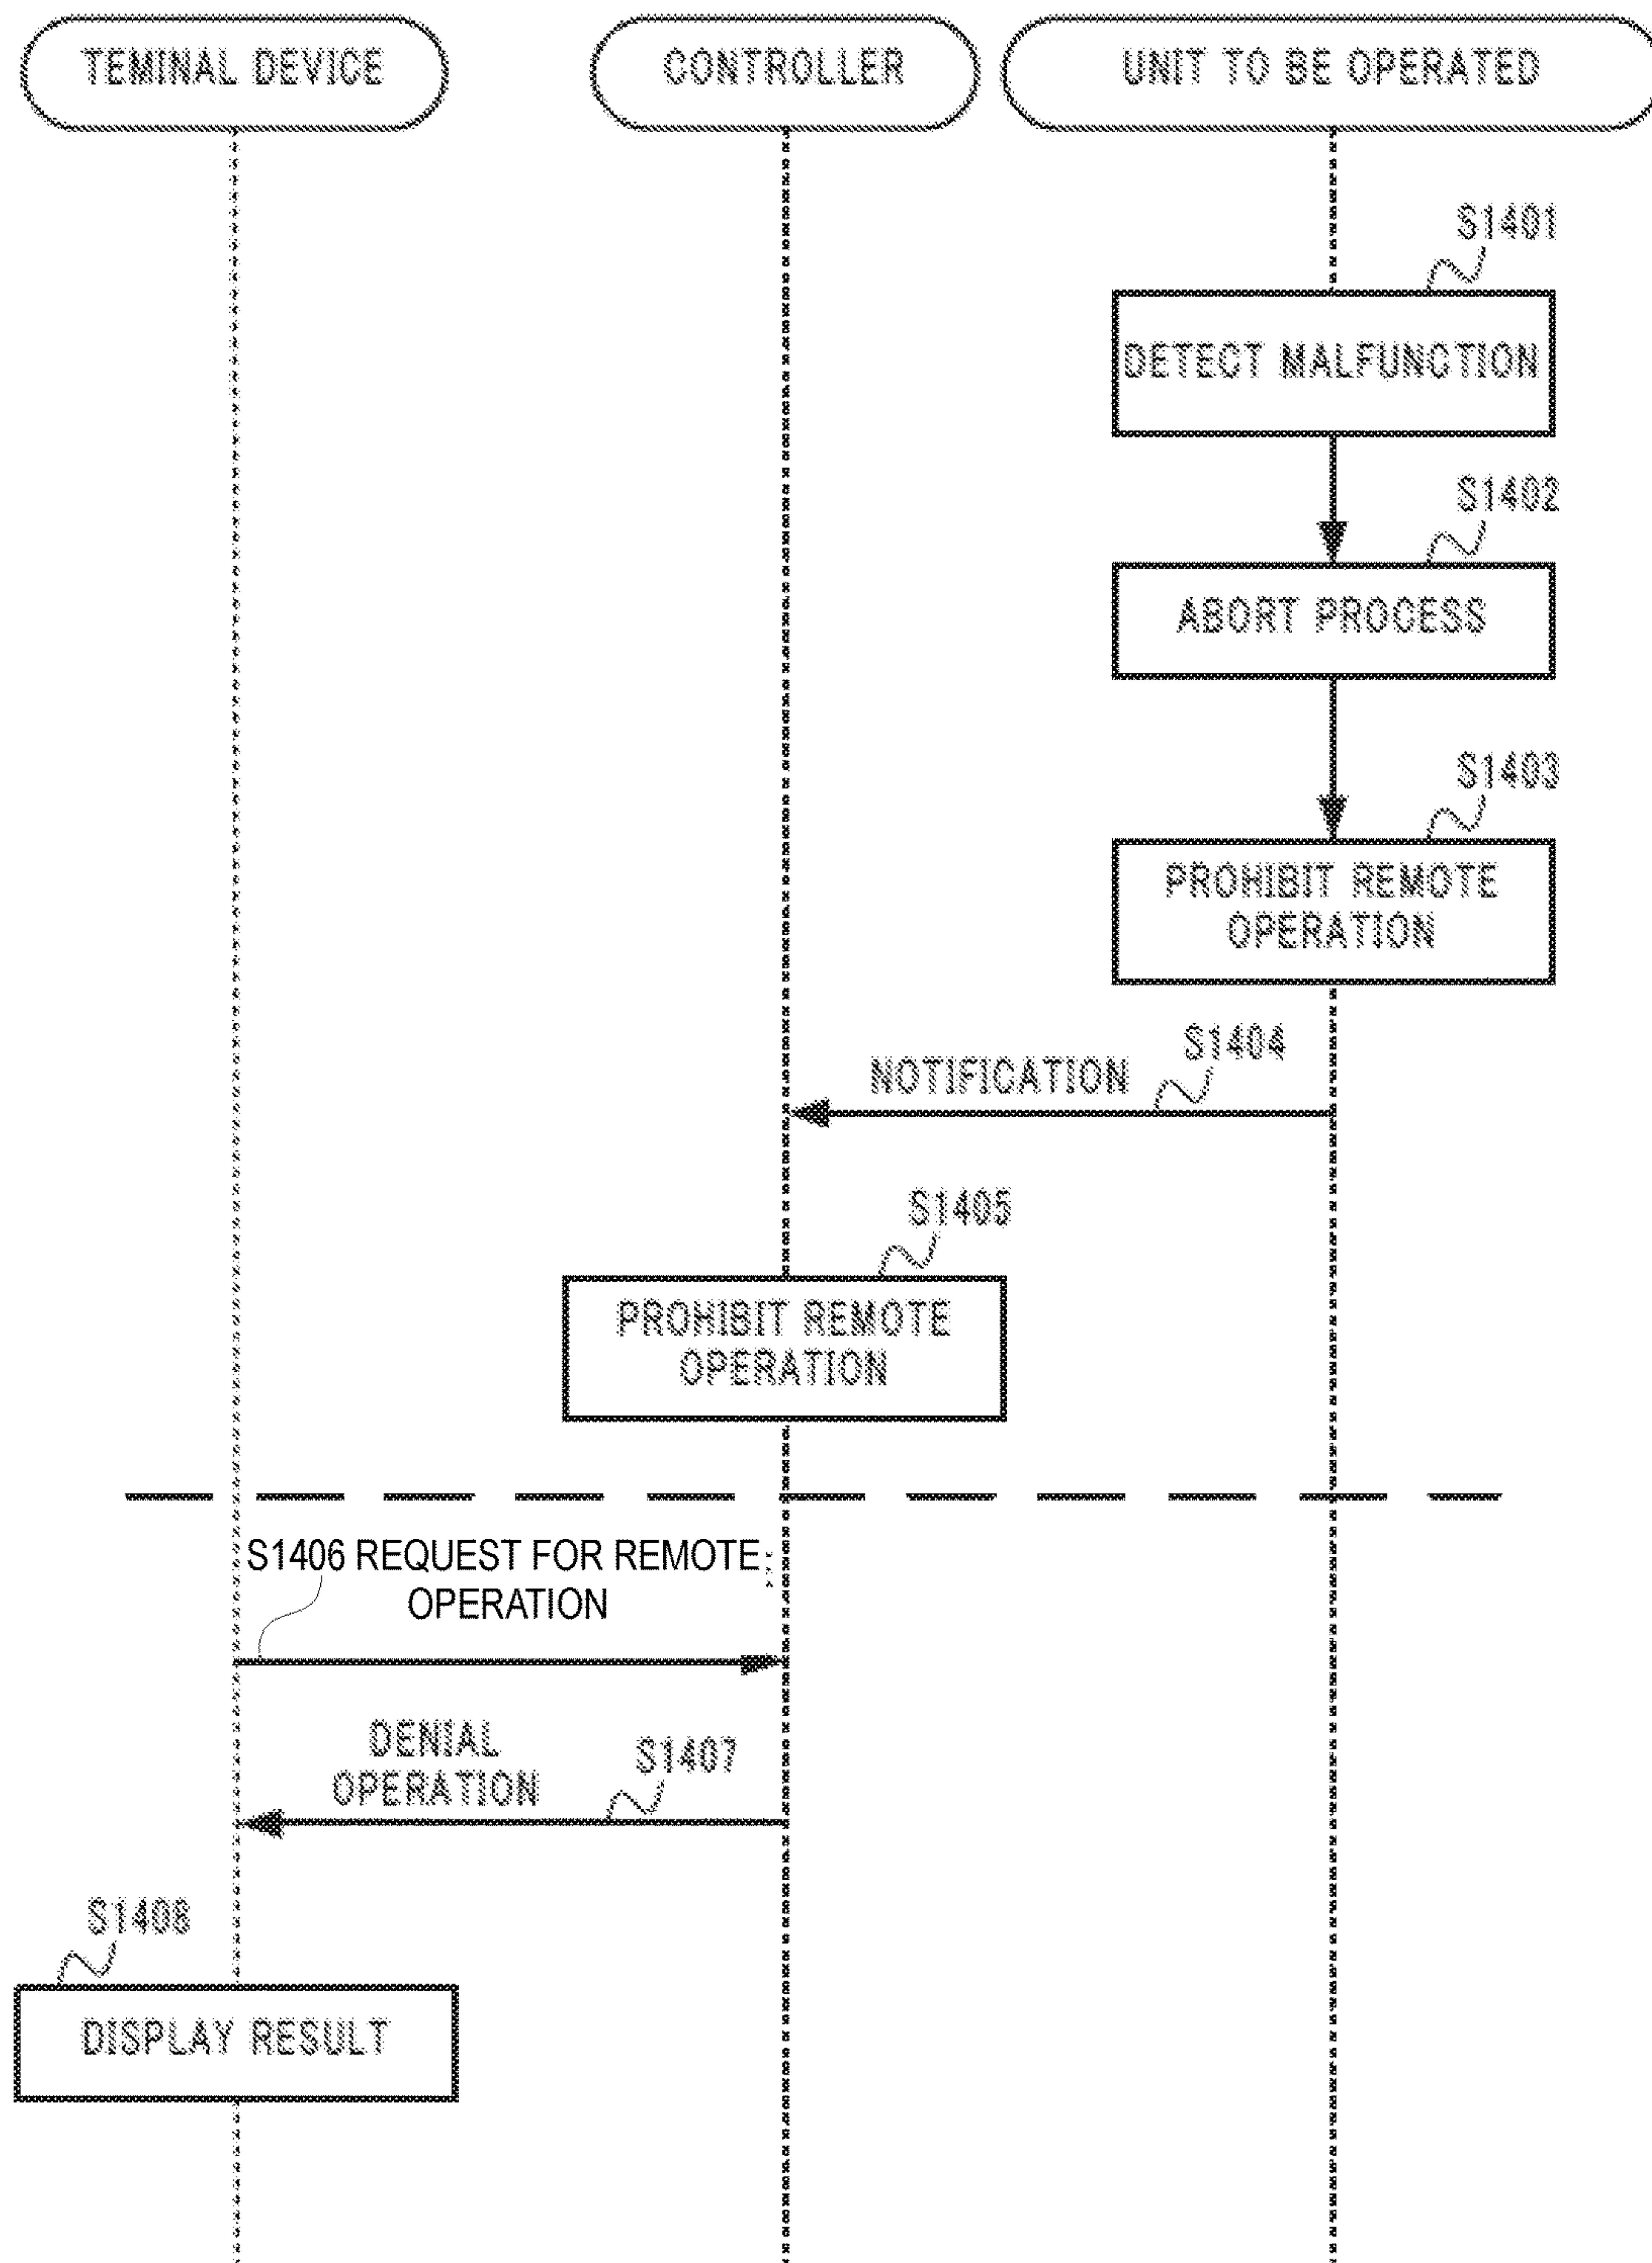 TEMINAL DEVICE
CONTROLLER
UNIT TO BE OPERATED
S1401
DETECT MALFUNCTION
S1402
ABORT PROCESS
S1403
PROHIBIT REMOTE
OPERATION
S1404
NOTIFICATION
S1405
PROHIBIT REMOTE
OPERATION
S1406 REQUEST FOR REMOTE
OPERATION
DENIAL
OPERATION
S1407
S1408
DISPLAY RESULT